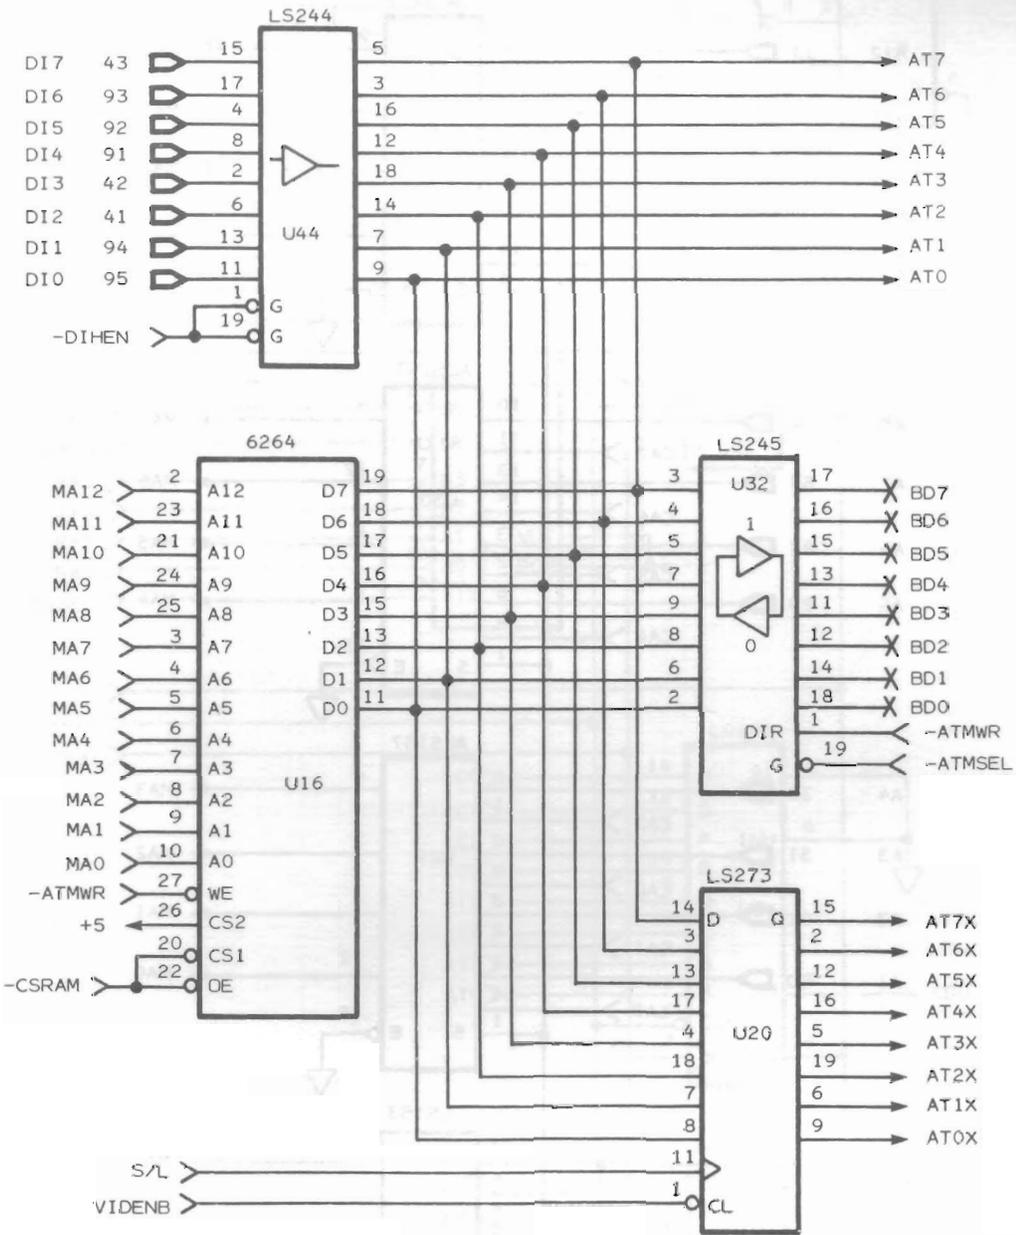 LS244
DI7 43 15 5 AT7
DI6 93 17 3 AT6
DI5 92 4 16 AT5
DI4 91 8 12 AT4
DI3 42 2 18 AT3
DI2 41 6 14 AT2
U44
DI1 94 13 7 AT1
DI0 95 11 9 AT0
1 G
-DIHEN 19 G
6264
LS245
U32
MA12 2 A12 D7 19 3 17 BD7
MA11 23 A11 D6 18 4 16 BD6
1
MA10 21 A10 D5 17 5 15 BD5
MA9 24 A9 D4 16 7 13 BD4
MA8 25 A8 D3 15 9 11 BD3
MA7 3 A7 D2 13 8 0 12 BD2
MA6 4 A6 D1 12 6 14 BD1
MA5 5 A5 D0 11 2 18 BD0
MA4 6 A4 DIR 1 -ATMWR
MA3 7 A3 G 19 -ATMSEL
U16
MA2 8 A2
MA1 9 A1
MA0 10 A0
LS273
-ATMWR 27 WE
+5 26 CS2 14 D Q 15 AT7X
20 CS1 3 2 AT6X
-CSRAM 22 OE 13 12 AT5X
17 16 AT4X
U20
4 5 AT3X
18 19 AT2X
7 6 AT1X
8 9 AT0X
S/L 11
VIDENB 1 CL